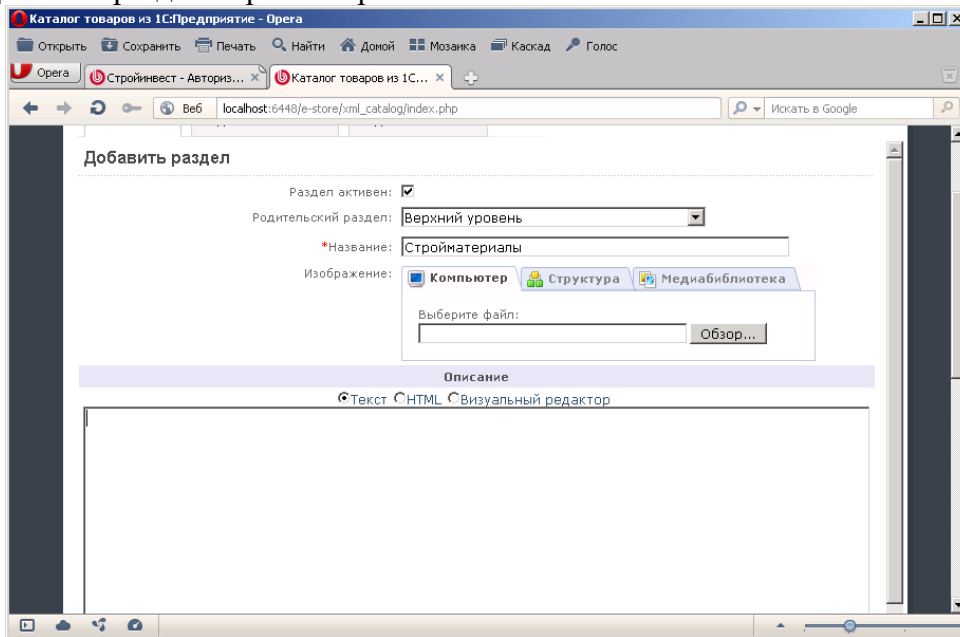 Каталог товаров из 1С:Предприятие - Opera
Открыть Сохранить Печать Найти Домой Мозаика Каскад Голос
Opera Стройинвест - Авториз... Каталог товаров из 1С...
Веб localhost:6448/e-store/xml_catalog/index.php Искать в Google
Добавить раздел
Раздел активен:
Родительский раздел: Верхний уровень
*Название: Стройматериалы
Изображение: Компьютер Структура Медиабиблиотека
Выберите файл:
Обзор...
Описание
Текст HTML Визуальный редактор